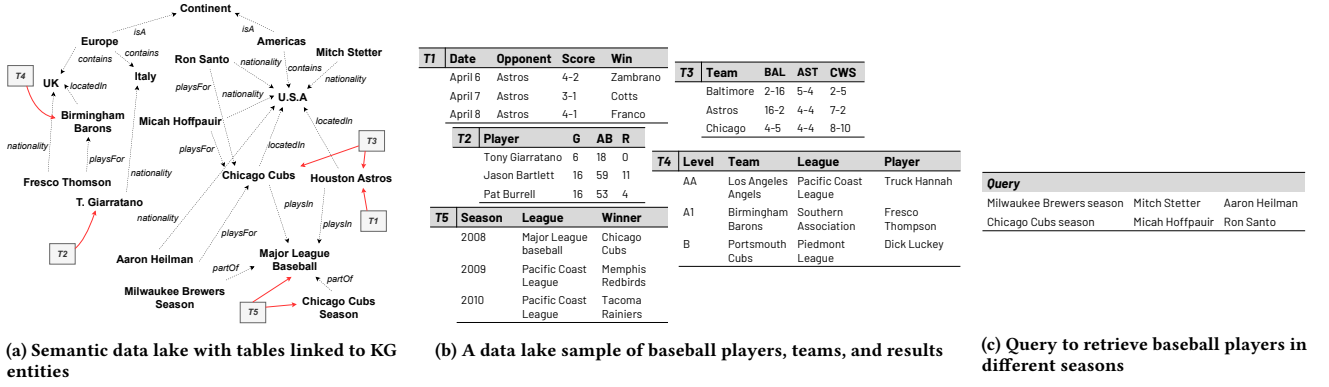 Continent
isA
isA
Europe
Americas
contains
contains
Ron Santo
Mitch Stetter
nationality
contains
nationality
T4
UK
Italy
locatedIn
playsFor
nationality
U.S.A
Birmingham
Barons
Micah Hoffpair
locatedIn
T3
nationality
playsFor
playsFor
locatedIn
nationality
Chicago Cubs
Houston Astros
Fresco Thomson
T. Giarratano
nationality
playsIn
playsIn
T1
T2
playsFor
Aaron Heilman
Major League
Baseball
partOf
partOf
Milwaukee Brewers
Season
T5
Chicago Cubs
Season
(a) Semantic data lake with tables linked to KG
entities
T1 Date Opponent Score Win
April 6 Astros 4-2 Zambrano
April 7 Astros 3-1 Cotts
April 8 Astros 4-1 Franco
T2 Player G AB R
Tony Giarratano 6 18 0
Jason Bartlett 16 59 11
Pat Burrell 16 53 4
T5 Season League Winner
2008 Major League Chicago
baseball Cubs
2009 Pacific Coast Memphis
League Redbirds
2010 Pacific Coast Tacoma
League Rainiers
T3 Team BAL AST CWS
Baltimore 2-16 5-4 2-5
Astros 16-2 4-4 7-2
Chicago 4-5 4-4 8-10
T4 Level Team League Player
AA Los Angeles Pacific Coast Truck Hannah
Angels League
A1 Birmingham Southern Fresco
Barons Association Thompson
B Portsmouth Piedmont Dick Luckey
Cubs League
(b) A data lake sample of baseball players, teams, and results
Query
Milwaukee Brewers season Mitch Stetter Aaron Heilman
Chicago Cubs season Micah Hoffpauir Ron Santo
(c) Query to retrieve baseball players in
different seasons